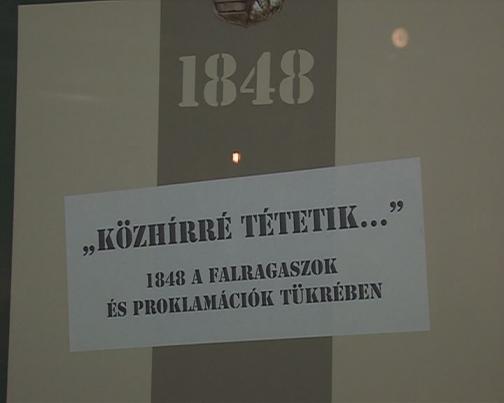 1848
„KÖZHÍRRÉ TÉTETIK...”
1848 A FALRAGASZOK
ÉS PROKLAMÁCIÓK TÜKRÉBEN